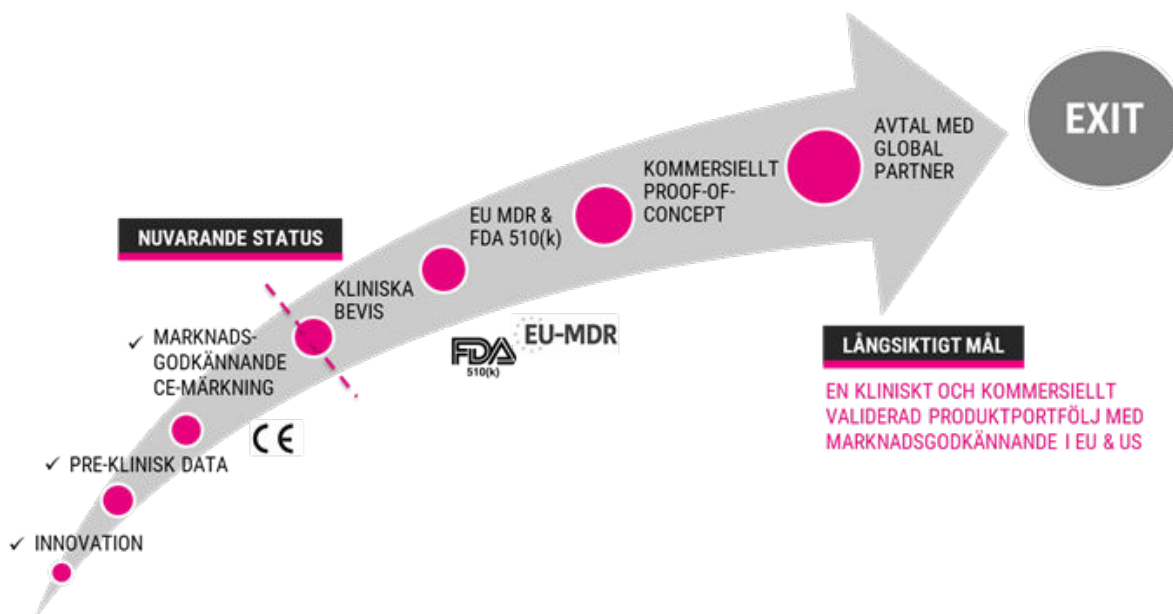 EXIT
AVTAL MED
GLOBAL
PARTNER
KOMMERSIELLT
PROOF-OF-
CONCEPT
EU MDR &
FDA 510(k)
NUVARANDE STATUS
KLINISKA
BEVIS
✓ MARKNADS-
GODKÄNNANDE
CE-MÄRKNING
CE
FDA
510(k)
EU-MDR
LÅNGSIKTIGT MÅL
EN KLINISKT OCH KOMMERSIELLT
VALIDERAD PRODUKTPORTFÖLJ MED
MARKNADSGODKÄNNANDE I EU & US
✓ PRE-KLINISK DATA
✓ INNOVATION